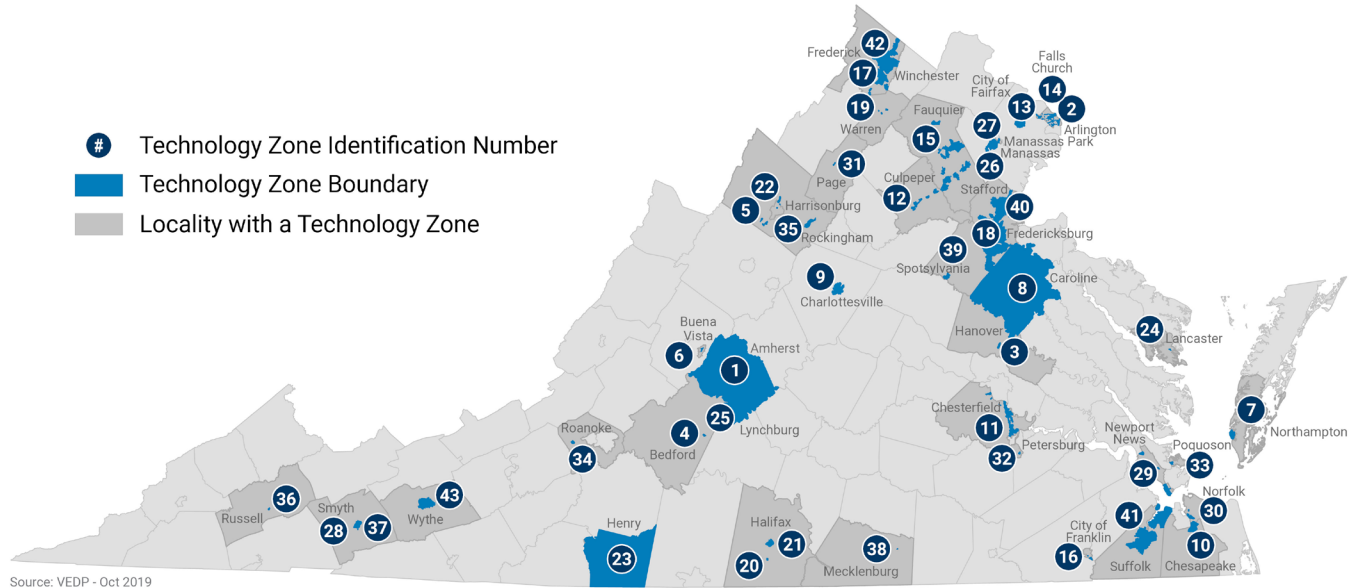 # Technology Zone Identification Number
Technology Zone Boundary
Locality with a Technology Zone
42
Frederick
17
Winchester
19
Warren
Fauquier
15
City of
Fairfax
Falls
Church
14
13
2
Arlington
27
Manassas Park
Manassas
26
31
Page
Culpeper
12
Stafford
40
22
5
Harrisonburg
35
Rockingham
18
Fredericksburg
39
Spotsylvania
9
Charlottesville
8
Caroline
Hanover
3
24
Lancaster
Buena
Vista
6
Amherst
1
25
Lynchburg
4
Bedford
Roanoke
34
Chesterfield
11
Petersburg
32
7
Northampton
Newport
News
29
Poquoson
33
Norfolk
30
41
10
Suffolk
Chesapeake
City of
Franklin
16
36
Russell
Smyth
28
37
43
Wythe
Henry
23
Halifax
21
20
38
Mecklenburg
Source: VEDP - Oct 2019